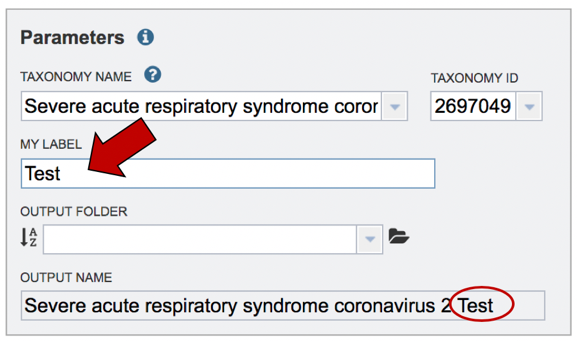 Parameters
TAXONOMY NAME
TAXONOMY ID
Severe acute respiratory syndrome coror
2697049
MY LABEL
Test
OUTPUT FOLDER
OUTPUT NAME
Severe acute respiratory syndrome coronavirus 2 Test